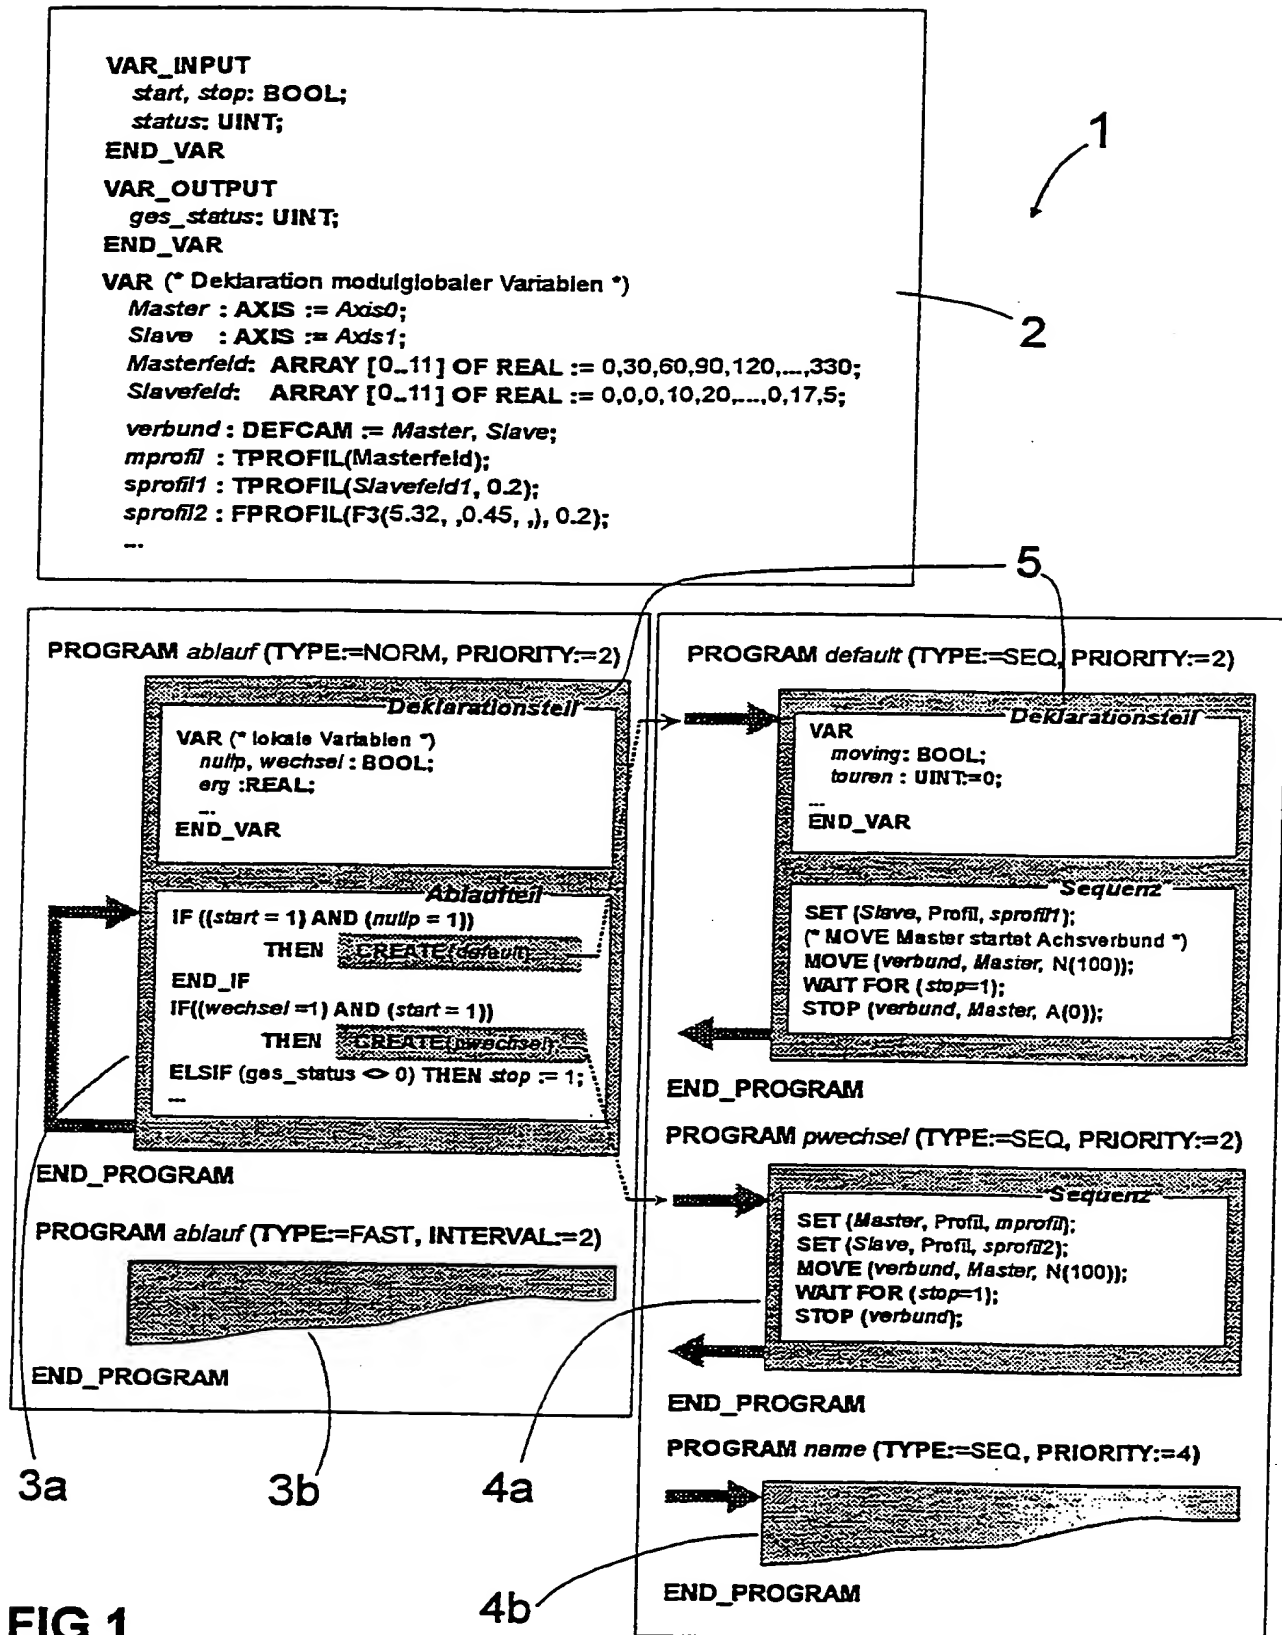 VAR_INPUT
start, stop: BOOL;
status: UINT;
END_VAR
VAR_OUTPUT
ges_status: UINT;
END_VAR
VAR (* Deklaration modulglobaler Variablen *)
Master : AXIS := Axis0;
Slave : AXIS := Axis1;
Masterfeld: ARRAY [0..11] OF REAL := 0,30,60,90,120,...,330;
Slavefeld: ARRAY [0..11] OF REAL := 0,0,0,10,20,...,0,17,5;
verbund : DEFCAM := Master, Slave;
mprofil : TPROFIL(Masterfeld);
sprofil1 : TPROFIL(Slavefeld1, 0.2);
sprofil2 : FPROFIL(F3(5.32, ,0.45, ,), 0.2);
...
1
2
5
PROGRAM ablauf (TYPE:=NORM, PRIORITY:=2)
Deklarationsteil
VAR (* lokale Variablen *)
nullp, wechsel : BOOL;
erg :REAL;
...
END_VAR
Ablaufteil
IF ((start = 1) AND (nullp = 1))
THEN CREATE(default)
END_IF
IF((wechsel =1) AND (start = 1))
THEN CREATE(pwechsel);
ELSIF (ges_status <> 0) THEN stop := 1;
...
END_PROGRAM
PROGRAM ablauf (TYPE:=FAST, INTERVAL:=2)
END_PROGRAM
3a
3b
PROGRAM default (TYPE:=SEQ, PRIORITY:=2)
Deklarationsteil
VAR
moving: BOOL;
touren : UINT:=0;
...
END_VAR
Sequenz
SET (Slave, Profil, sprofil1);
(* MOVE Master startet Achsverbund *)
MOVE (verbund, Master, N(100));
WAIT FOR (stop=1);
STOP (verbund, Master, A(0));
END_PROGRAM
PROGRAM pwechsel (TYPE:=SEQ, PRIORITY:=2)
Sequenz
SET (Master, Profil, mprofil);
SET (Slave, Profil, sprofil2);
MOVE (verbund, Master, N(100));
WAIT FOR (stop=1);
STOP (verbund);
END_PROGRAM
PROGRAM name (TYPE:=SEQ, PRIORITY:=4)
END_PROGRAM
4a
4b
FIG 1